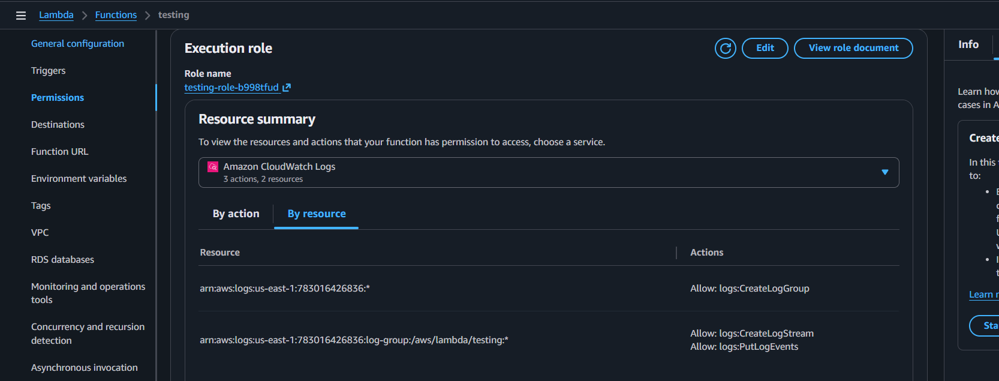 Lambda > Functions > testing
General configuration
Triggers
Permissions
Destinations
Function URL
Environment variables
Tags
VPC
RDS databases
Monitoring and operations
tools
Concurrency and recursion
detection
Asynchronous invocation
Execution role
Edit
View role document
Role name
testing-role-b998tfud
Resource summary
To view the resources and actions that your function has permission to access, choose a service.
Amazon CloudWatch Logs
3 actions, 2 resources
By action
By resource
Resource
Actions
arn:aws:logs:us-east-1:783016426836:*
Allow: logs:CreateLogGroup
arn:aws:logs:us-east-1:783016426836:log-group:/aws/lambda/testing:*
Allow: logs:CreateLogStream
Allow: logs:PutLogEvents
Info
Learn how
cases in A
Create
In this
to:
Learn
Sta